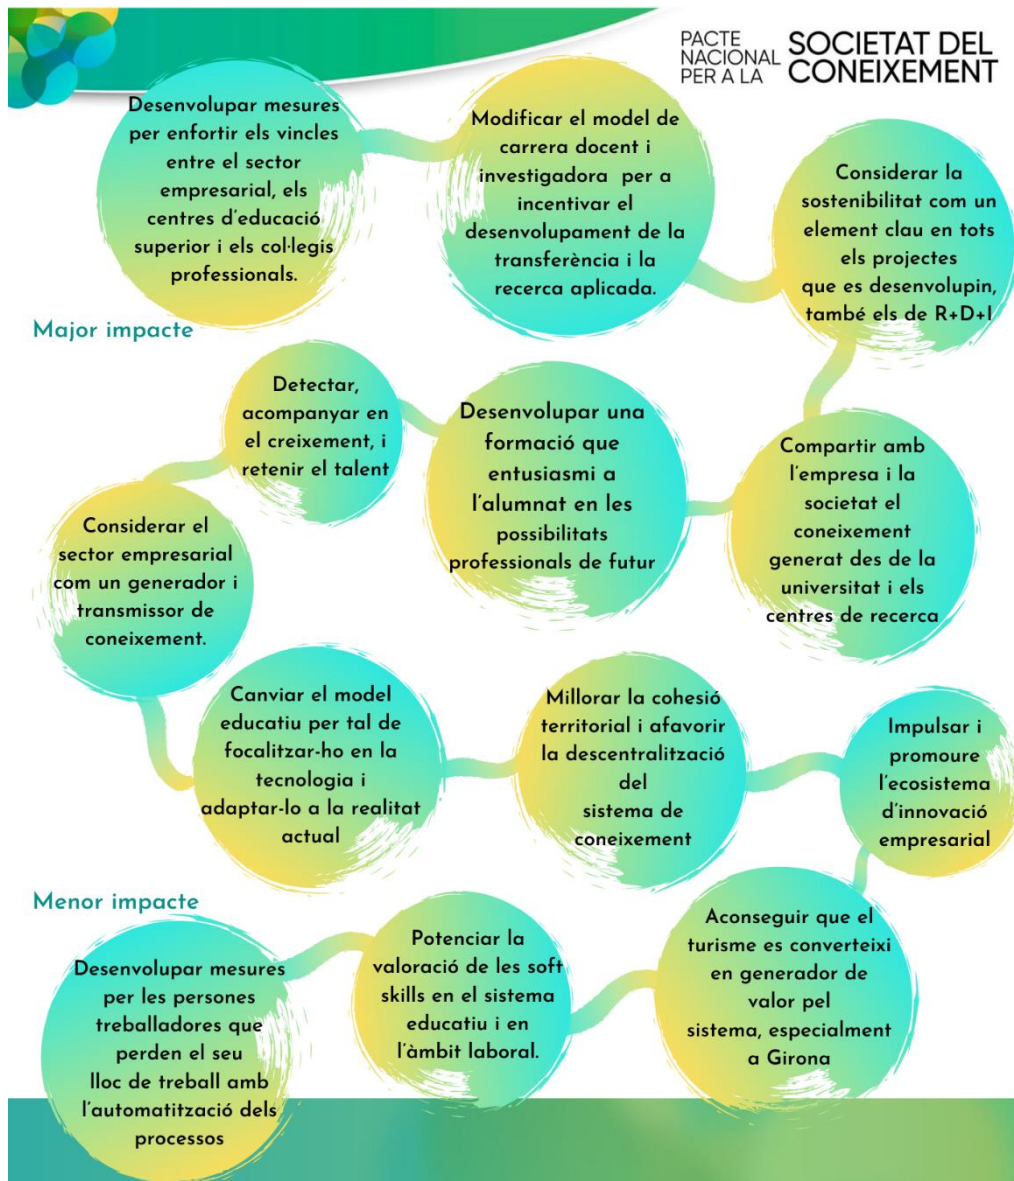 PACTE
NACIONAL
PER A LA
SOCIETAT DEL
CONEIXEMENT
Desenvolupar mesures
per enfortir els vincles
entre el sector
empresarial, els
centres d'educació
superior i els col·legis
professionals.
Modificar el model de
carrera docent i
investigadora per a
incentivar el
desenvolupament de la
transferència i la
recerca aplicada.
Considerar la
sostenibilitat com un
element clau en tots
els projectes
que es desenvolupin,
també els de R+D+I
Major impacte
Compartir amb
l'empresa i la
societat el
coneixement
generat des de la
universitat i els
centres de recerca
Desenvolupar una
formació que
entusiasmi a
l'alumnat en les
possibilitats
professionals de futur
Detectar,
acompanyar en
el creixement, i
retenir el talent
Considerar el
sector empresarial
com un generador i
transmissor de
coneixement.
Canviar el model
educatiu per tal de
focalitzar-ho en la
tecnologia i
adaptar-lo a la realitat
actual
Millorar la cohesió
territorial i afavorir
la descentralització
del
sistema de
coneixement
Impulsar i
promoure
l'ecosistema
d'innovació
empresarial
Aconseguir que el
turisme es converteixi
en generador de
valor pel
sistema, especialment
a Girona
Potenciar la
valoració de les soft
skills en el sistema
educatiu i en
l'àmbit laboral.
Menor impacte
Desenvolupar mesures
per les persones
treballadores que
perden el seu
lloc de treball amb
l'automatització dels
processos